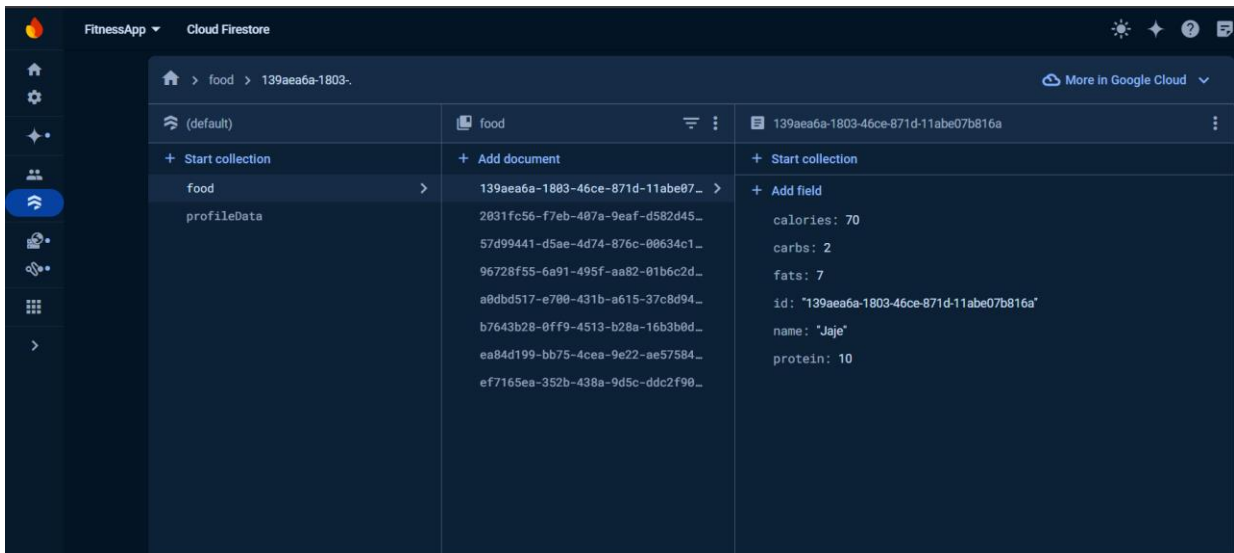 FitnessApp
Cloud Firestore
food
139aea6a-1803-.
More in Google Cloud
(default)
+ Start collection
food
profileData
food
+ Add document
139aea6a-1803-46ce-871d-11abe07…
2031fc56-f7eb-407a-9eaf-d582d45…
57d99441-d5ae-4d74-876c-00634c1…
96728f55-6a91-495f-aa82-01b6c2d…
a0dbd517-e700-431b-a615-37c8d94…
b7643b28-0ff9-4513-b28a-16b3b0d…
ea84d199-bb75-4cea-9e22-ae57584…
ef7165ea-352b-438a-9d5c-ddc2f90…
139aea6a-1803-46ce-871d-11abe07b816a
+ Start collection
+ Add field
calories: 70
carbs: 2
fats: 7
id: "139aea6a-1803-46ce-871d-11abe07b816a"
name: "Jaje"
protein: 10